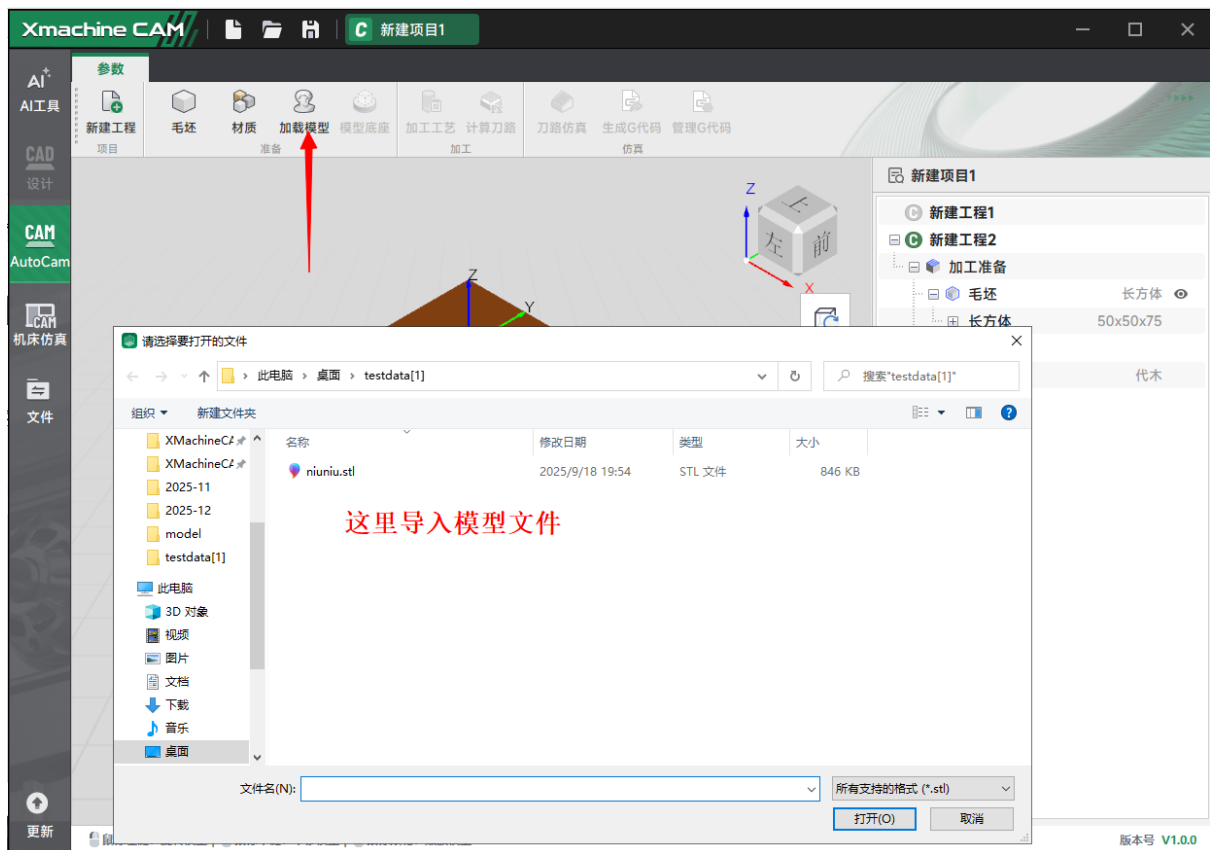 Xmachine CAM
C 新建项目1
AI
AI工具
CAD
设计
CAM
AutoCam
CAM
机床仿真
文件
更新
参数
新建工程
毛坯
材质
加载模型
模型底座
加工工艺
计算刀路
刀路仿真
生成G代码
管理G代码
项目
准备
加工
仿真
Z
上
左
前
X
Z
Y
新建项目1
C 新建工程1
C 新建工程2
加工准备
毛坯 长方体
长方体 50x50x75
代木
请选择要打开的文件
此电脑 › 桌面 › testdata[1]
搜索"testdata[1]"
组织
新建文件夹
XMachineCA
XMachineCA
2025-11
2025-12
model
testdata[1]
此电脑
3D 对象
视频
图片
文档
下载
音乐
桌面
名称 修改日期 类型 大小
niuniu.stl 2025/9/18 19:54 STL 文件 846 KB
这里导入模型文件
文件名(N):
所有支持的格式 (*.stl)
打开(O)
取消
版本号 V1.0.0